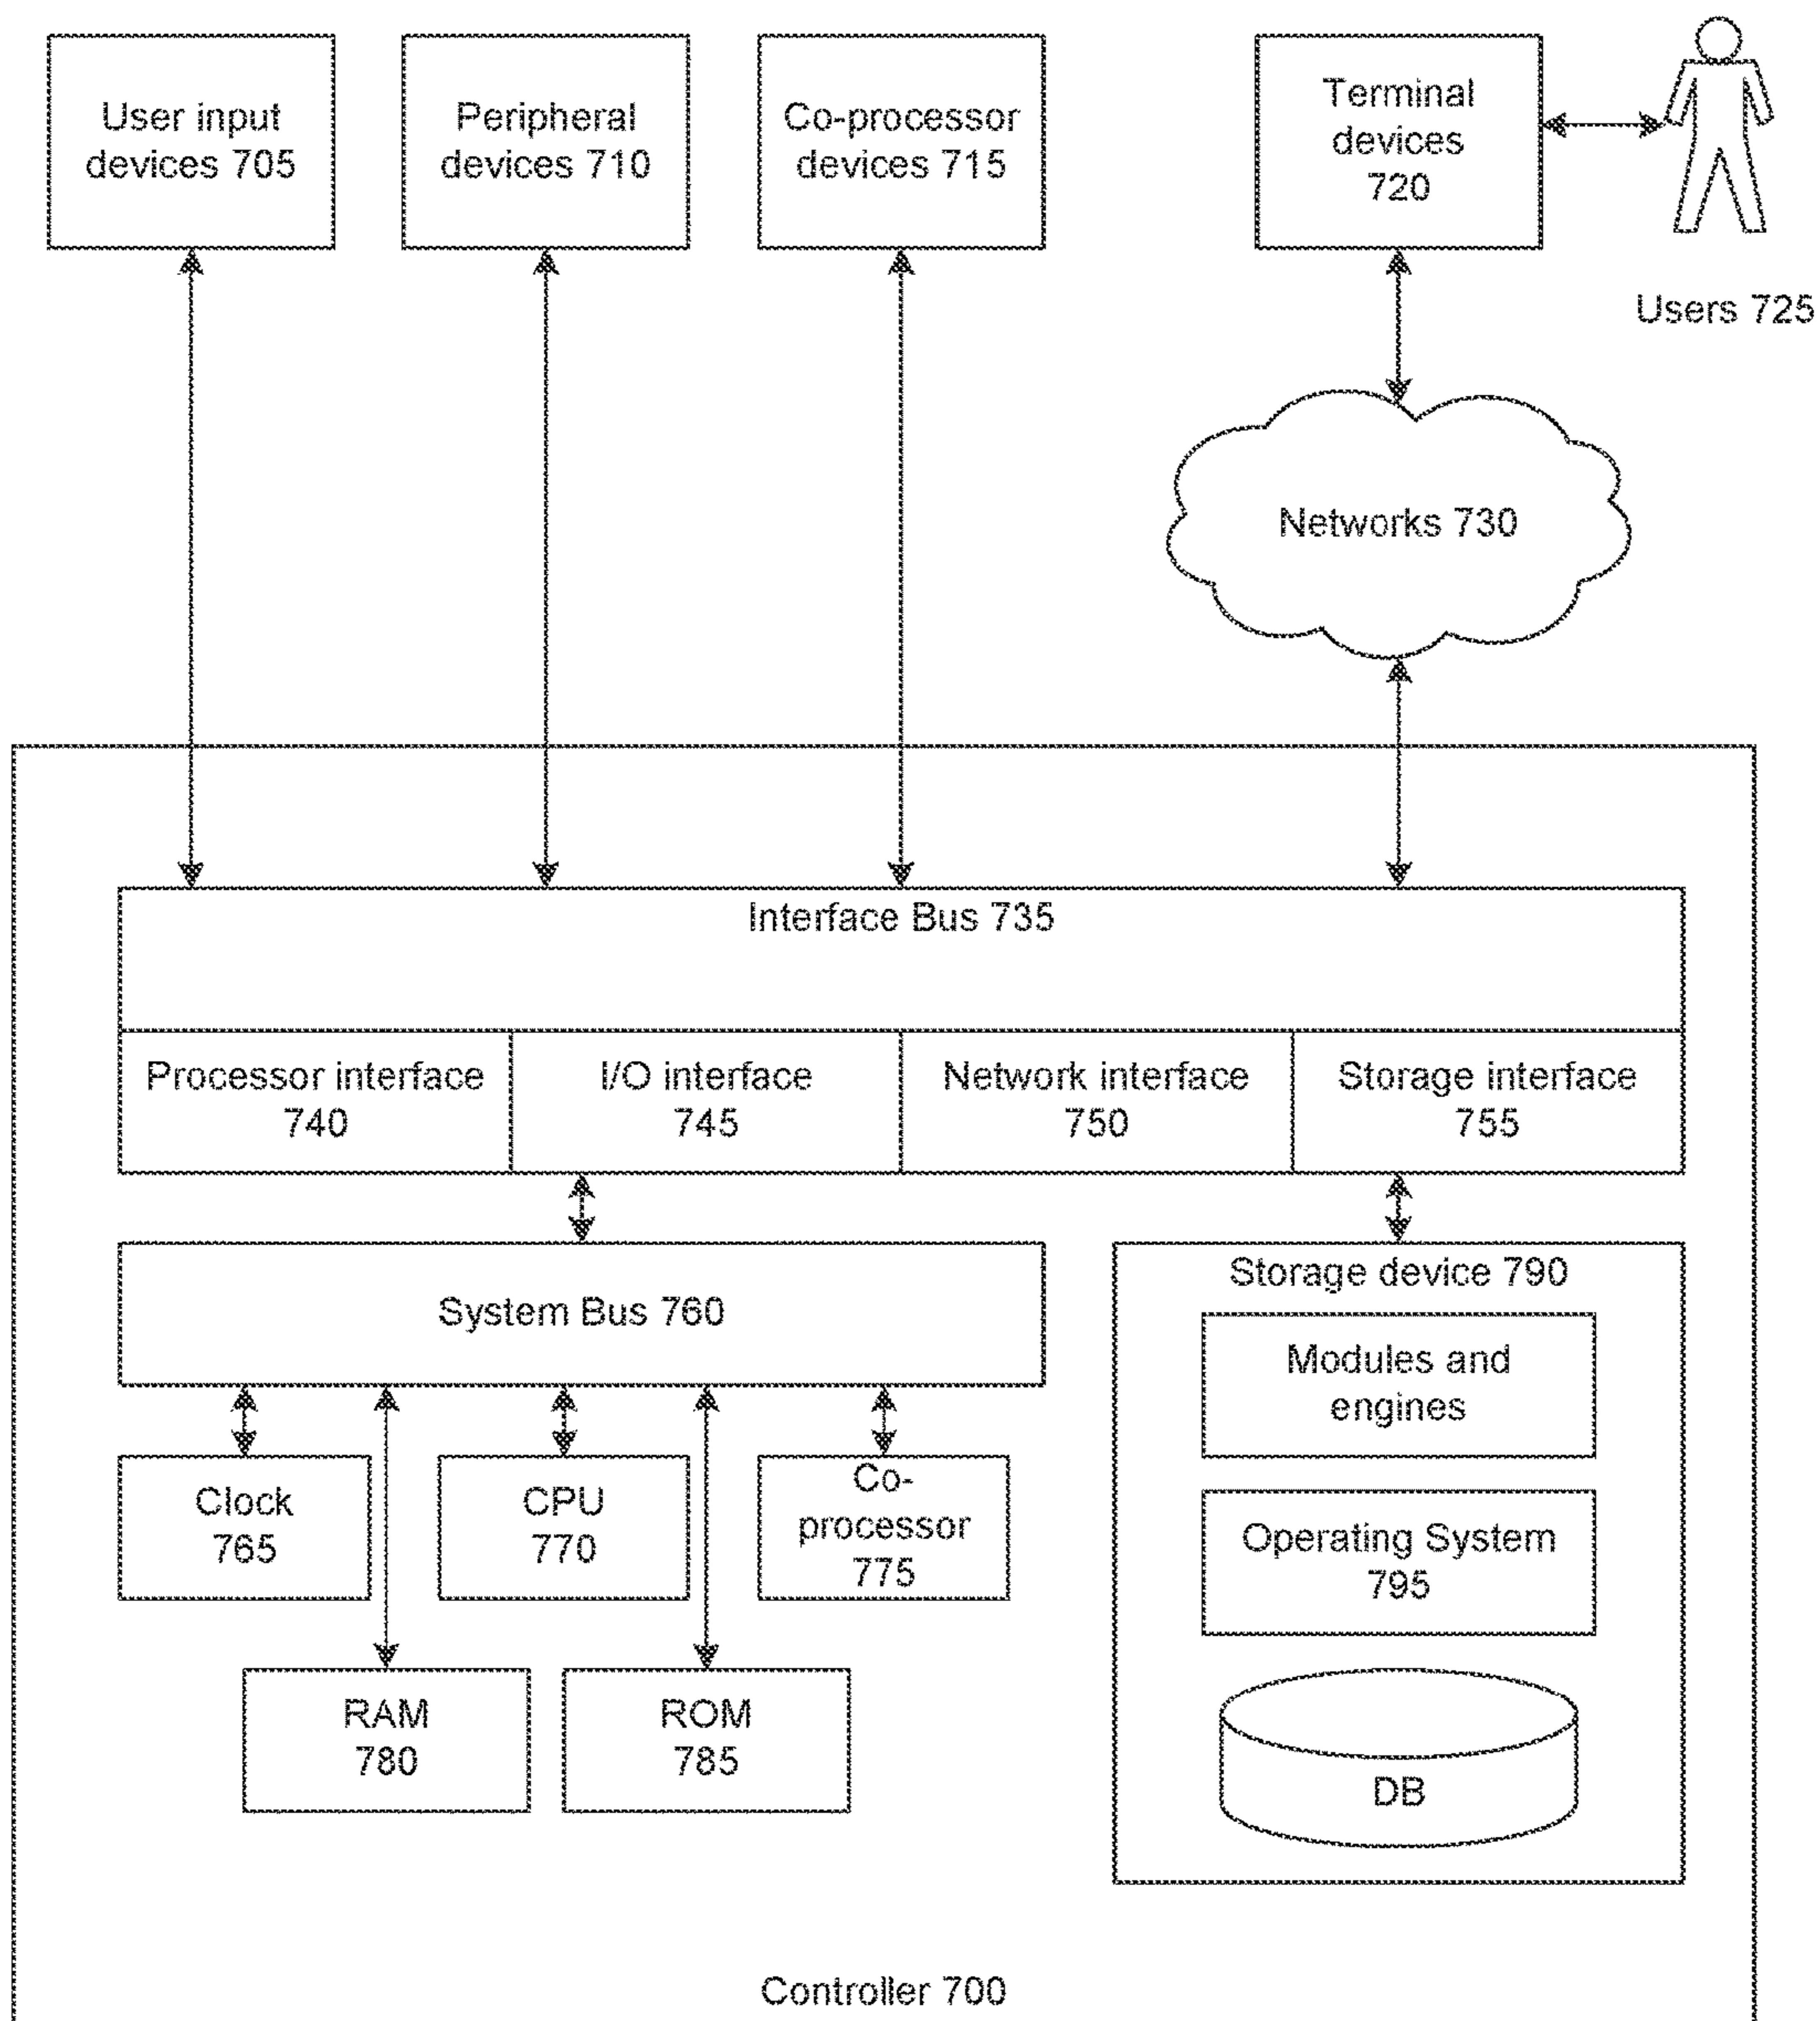 User input
devices 705
Peripheral
devices 710
Co-processor
devices 715
Terminal
devices
720
Users 725
Networks 730
Interface Bus 735
Processor interface
740
I/O interface
745
Network interface
750
Storage interface
755
System Bus 760
Storage device 790
Modules and
engines
Clock
765
CPU
770
Co-
processor
775
Operating System
795
RAM
780
ROM
785
DB
Controller 700